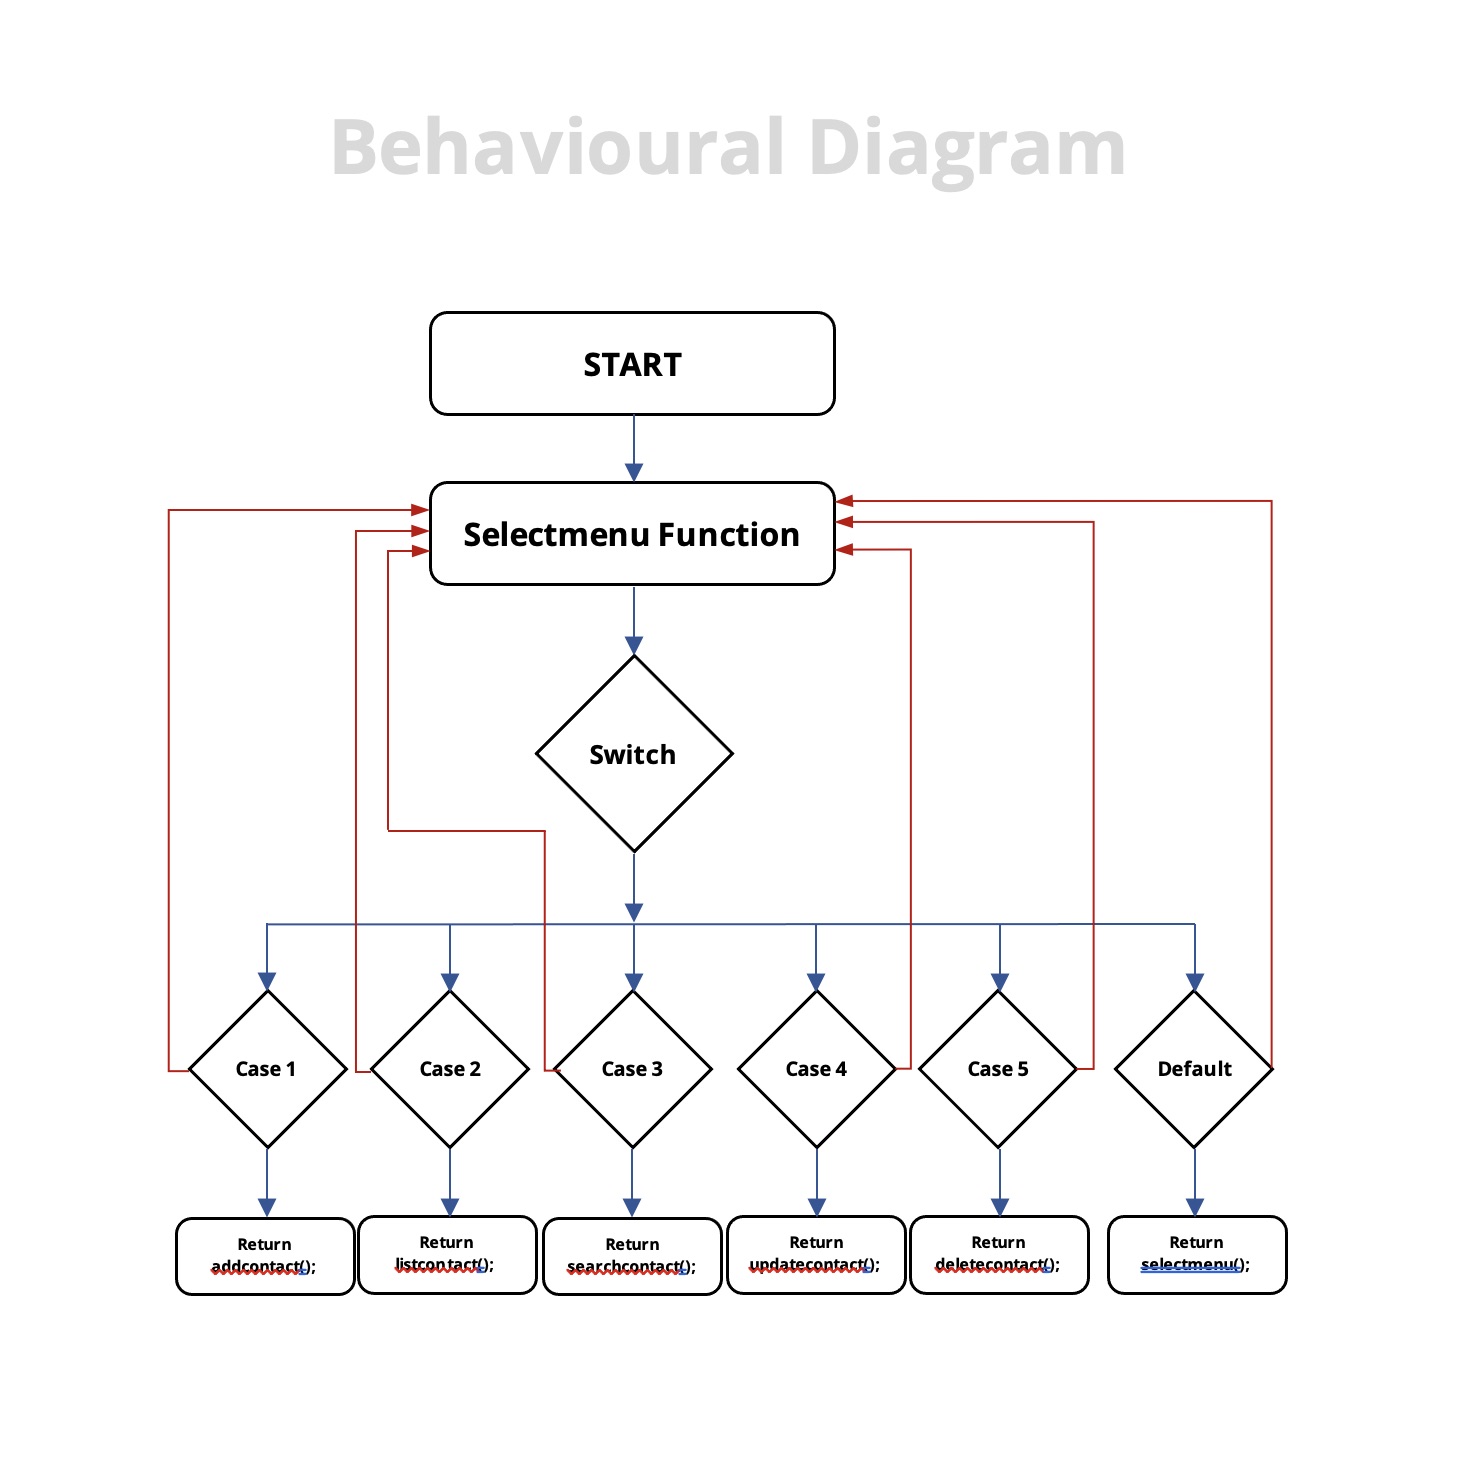 Behavioural Diagram
START
Selectmenu Function
Switch
Case 1
Case 2
Case 3
Case 4
Case 5
Default
Return
addcontact();
Return
listcontact();
Return
searchcontact();
Return
updatecontact();
Return
deletecontact();
Return
selectmenu();